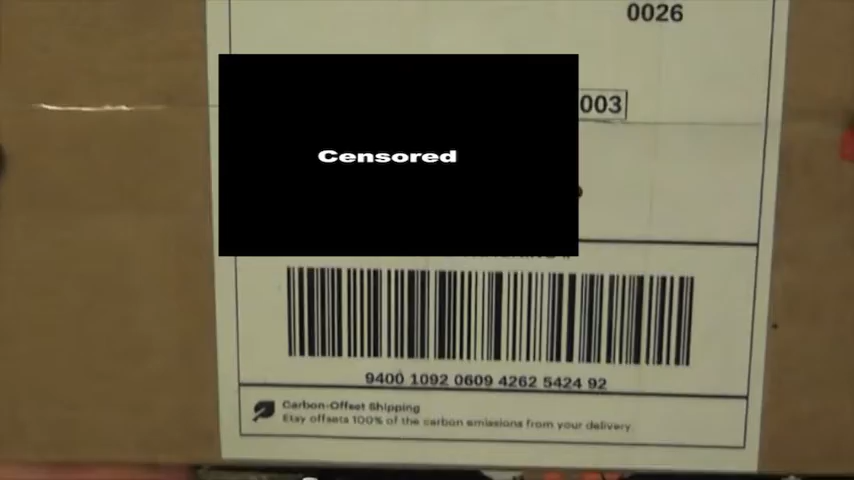 0026
003
Censored
9400 1092 0609 4262 5424 92
Carbon-Offset Shipping
Etsy offsets 100% of the carbon emissions from your delivery.